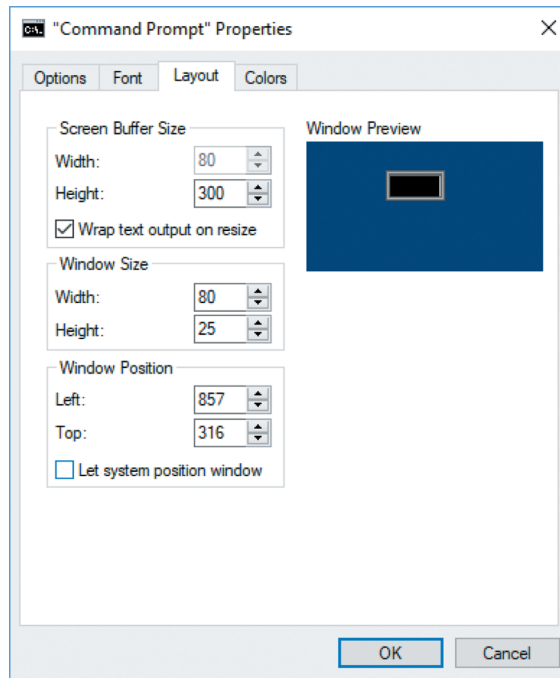 C:\.
"Command Prompt" Properties
Options Font Layout Colors
Screen Buffer Size
Width: 80
Height: 300
Wrap text output on resize
Window Size
Width: 80
Height: 25
Window Position
Left: 857
Top: 316
Let system position window
Window Preview
OK Cancel